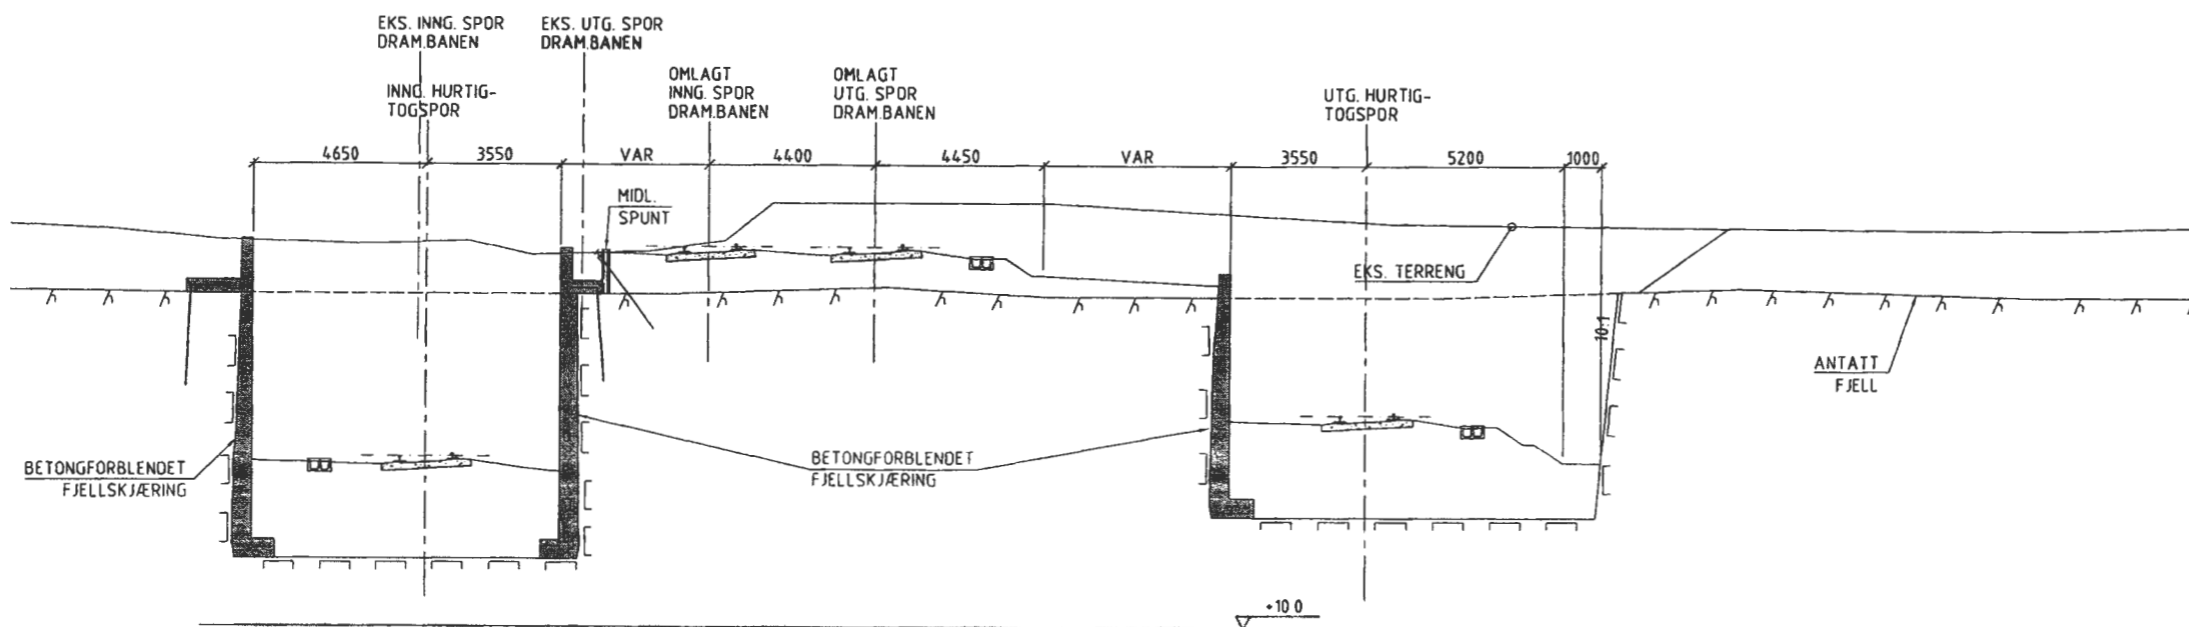 EKS. INNG. SPOR
DRAM.BANEN
EKS. UTG. SPOR
DRAM.BANEN
INNG. HURTIG-
TOGSPOR
OMLAGT
INNG. SPOR
DRAM.BANEN
OMLAGT
UTG. SPOR
DRAM.BANEN
UTG. HURTIG-
TOGSPOR
4650 3550 VAR 4400 4450 VAR 3550 5200 1000
MIDL.
SPUNT
EKS. TERRENG
10:1
ANTATT
FJELL
BETONGFORBLENDET
FJELLSKJÆRING
BETONGFORBLENDET
FJELLSKJÆRING
+10 0